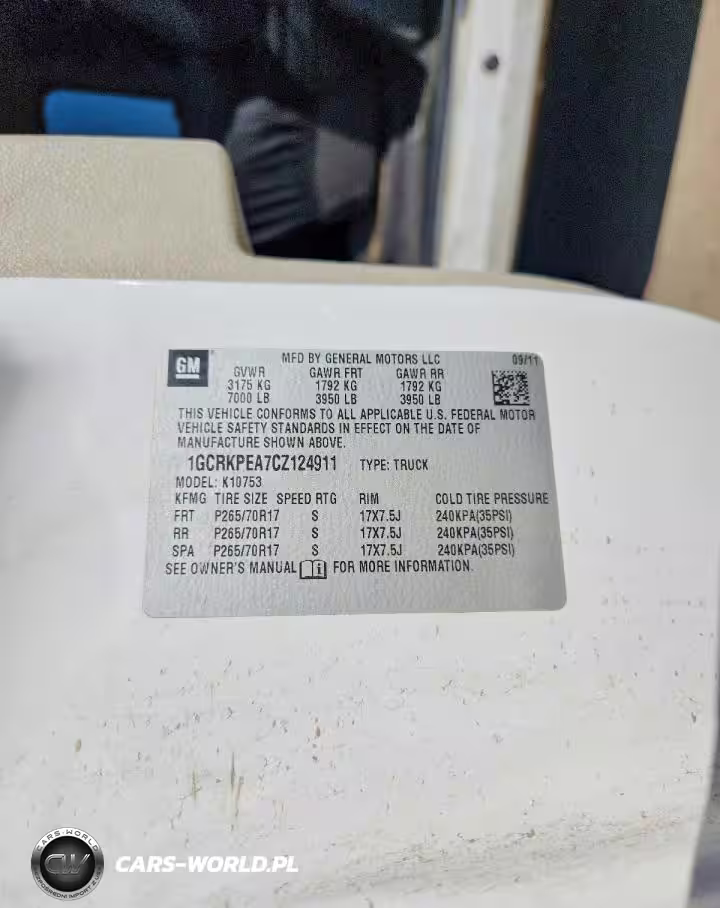 GM
MFD BY GENERAL MOTORS LLC 09/11
GVWR GAWR FRT GAWR RR
3175 KG 1792 KG 1792 KG
7000 LB 3950 LB 3950 LB
THIS VEHICLE CONFORMS TO ALL APPLICABLE U.S. FEDERAL MOTOR
VEHICLE SAFETY STANDARDS IN EFFECT ON THE DATE OF
MANUFACTURE SHOWN ABOVE.
1GCRKPEA7CZ124911 TYPE: TRUCK
MODEL: K10753
KFMG TIRE SIZE SPEED RTG RIM COLD TIRE PRESSURE
FRT P265/70R17 S 17X7.5J 240KPA(35PSI)
RR P265/70R17 S 17X7.5J 240KPA(35PSI)
SPA P265/70R17 S 17X7.5J 240KPA(35PSI)
SEE OWNER'S MANUAL i FOR MORE INFORMATION.
CARS-WORLD
CW
CARS-WORLD.PL